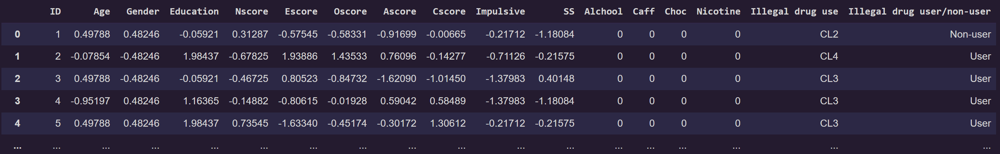 ID Age Gender Education Nscore Escore Oscore Ascore Cscore Impulsive SS Alchool Caff Choc Nicotine Illegal drug use Illegal drug user/non-user
0 1 0.49788 0.48246 -0.05921 0.31287 -0.57545 -0.58331 -0.91699 -0.00665 -0.21712 -1.18084 0 0 0 0 CL2 Non-user
1 2 -0.07854 -0.48246 1.98437 -0.67825 1.93886 1.43533 0.76096 -0.14277 -0.71126 -0.21575 0 0 0 0 CL4 User
2 3 0.49788 -0.48246 -0.05921 -0.46725 0.80523 -0.84732 -1.62090 -1.01450 -1.37983 0.40148 0 0 0 0 CL3 User
3 4 -0.95197 0.48246 1.16365 -0.14882 -0.80615 -0.01928 0.59042 0.58489 -1.37983 -1.18084 0 0 0 0 CL3 User
4 5 0.49788 0.48246 1.98437 0.73545 -1.63340 -0.45174 -0.30172 1.30612 -0.21712 -0.21575 0 0 0 0 CL3 User
... ... ... ... ... ... ... ... ... ... ... ... ... ... ... ... ... ...